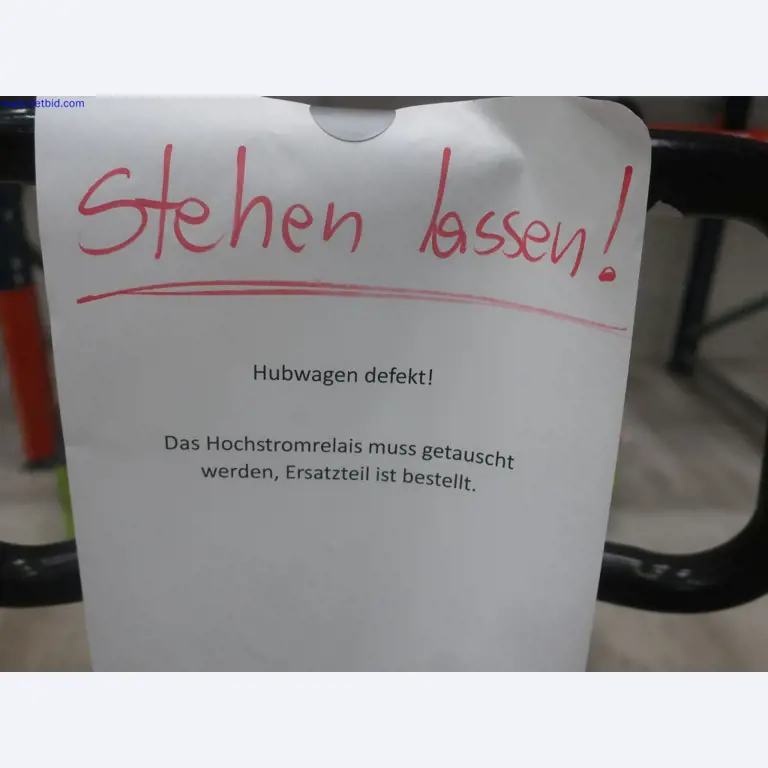 Stehen lassen!
Hubwagen defekt!
Das Hochstromrelais muss getauscht
werden, Ersatzteil ist bestellt.